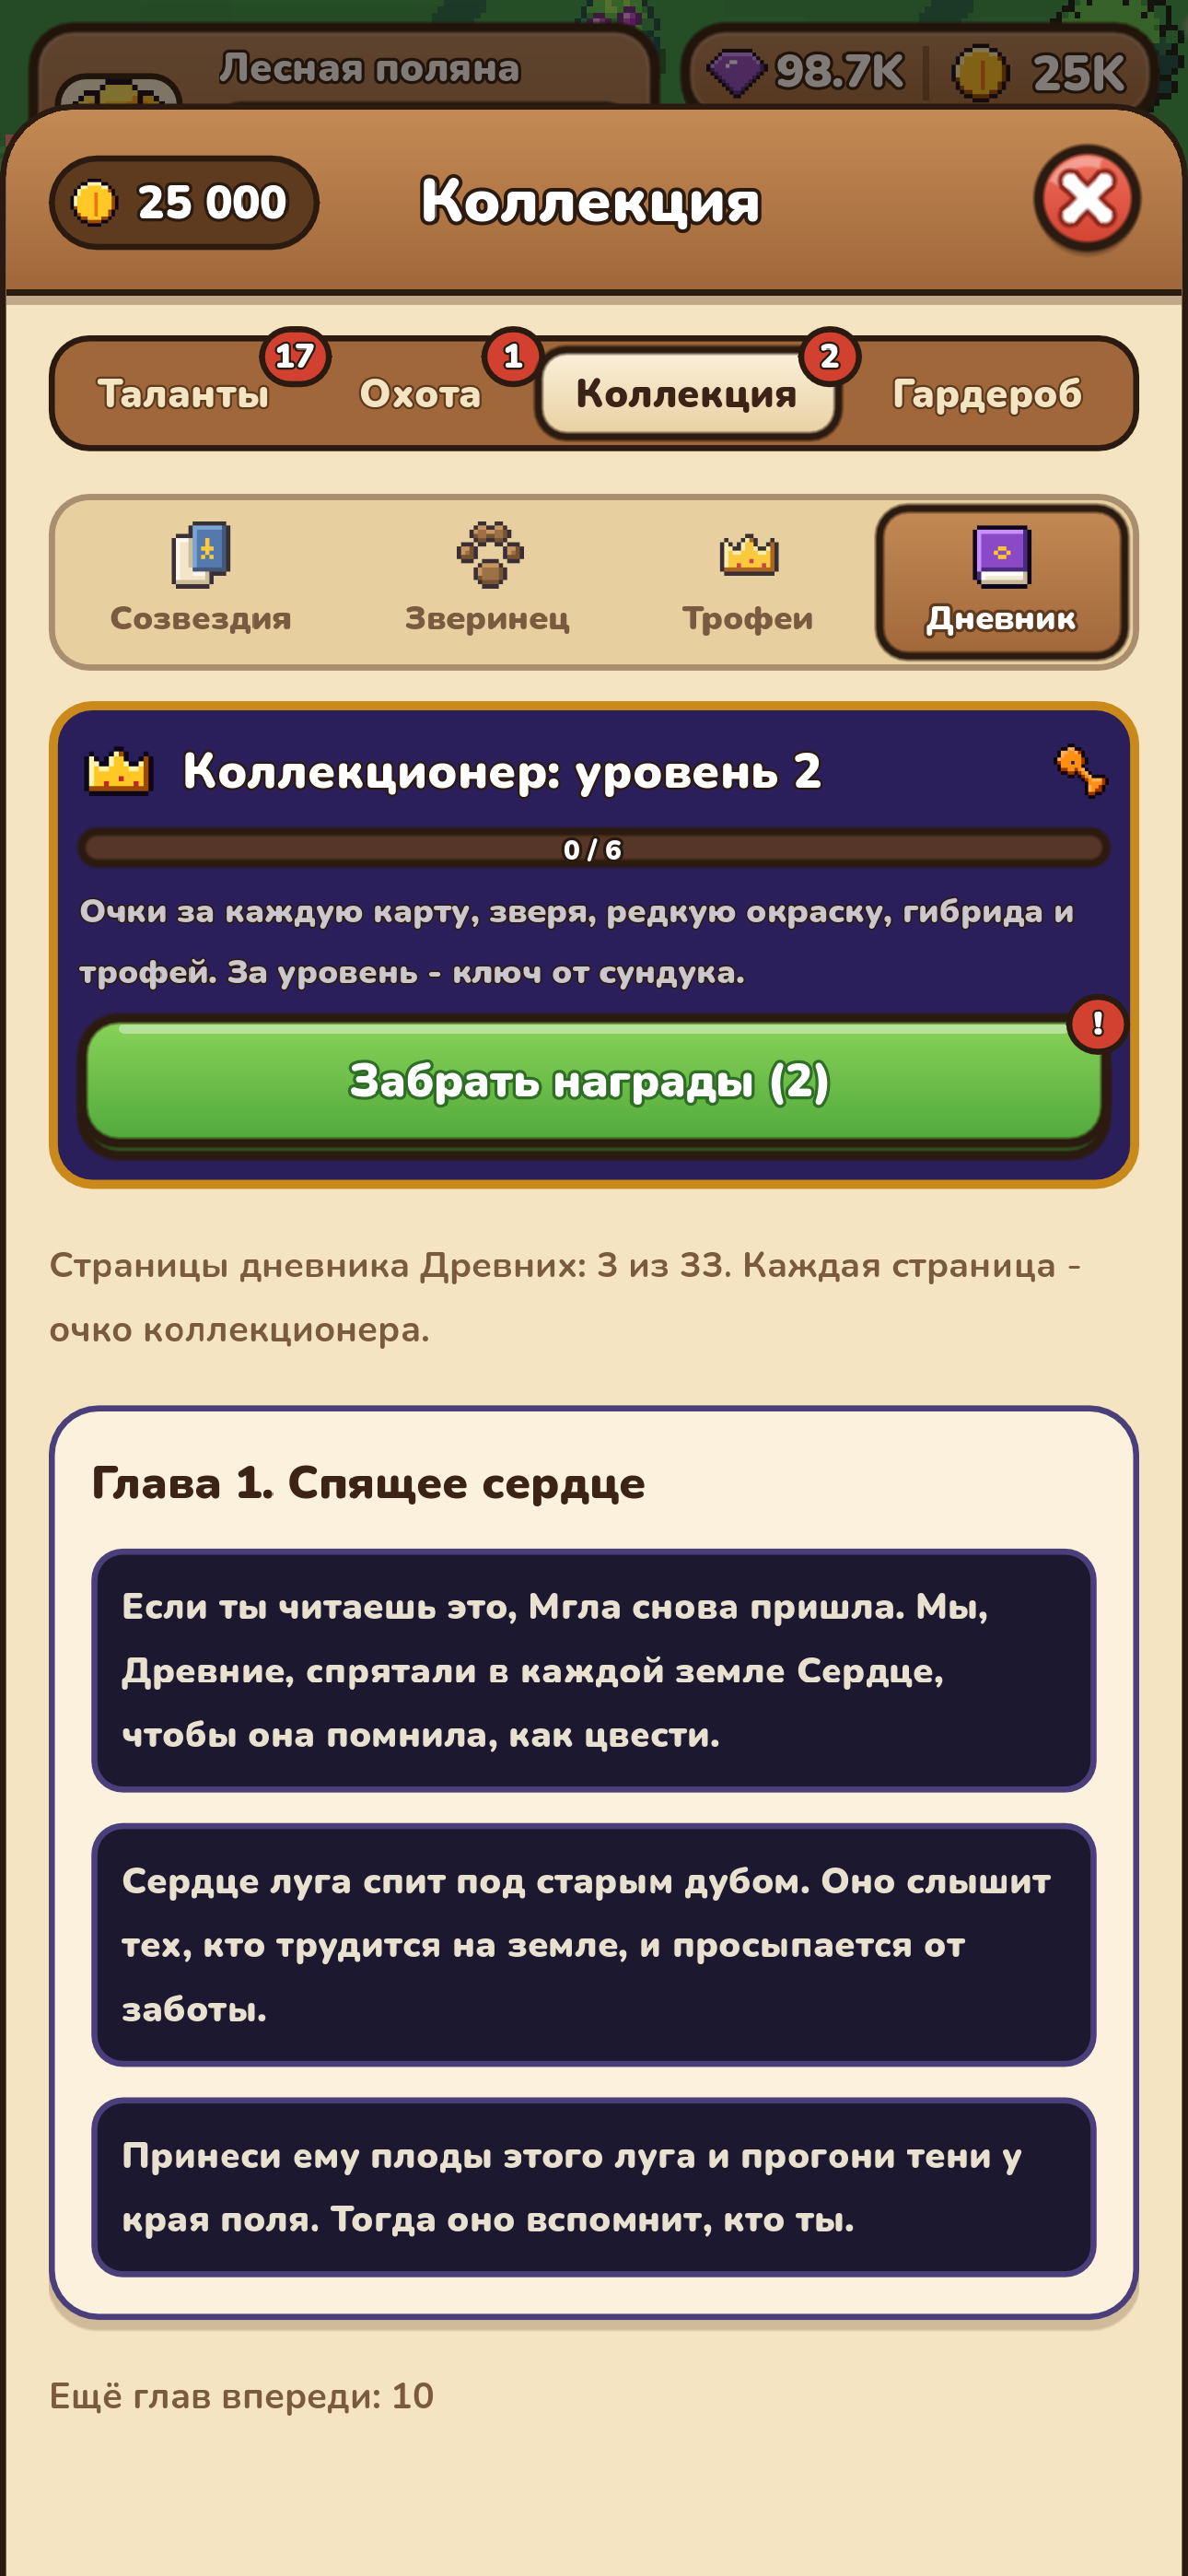 Лесная поляна
98.7K
25K
25 000
Коллекция
17
1
2
Таланты
Охота
Коллекция
Гардероб
Созвездия
Зверинец
Трофеи
Дневник
Коллекционер: уровень 2
0 / 6
Очки за каждую карту, зверя, редкую окраску, гибрида и
трофей. За уровень - ключ от сундука.
!
Забрать награды (2)
Страницы дневника Древних: 3 из 33. Каждая страница -
очко коллекционера.
Глава 1. Спящее сердце
Если ты читаешь это, Мгла снова пришла. Мы,
Древние, спрятали в каждой земле Сердце,
чтобы она помнила, как цвести.
Сердце луга спит под старым дубом. Оно слышит
тех, кто трудится на земле, и просыпается от
заботы.
Принеси ему плоды этого луга и прогони тени у
края поля. Тогда оно вспомнит, кто ты.
Ещё глав впереди: 10